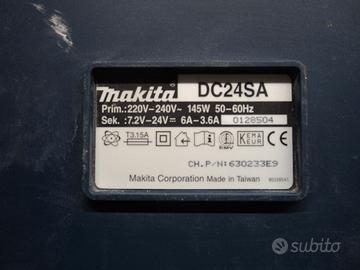 makita DC24SA
Prim.:220V-240V~ 145W 50-60Hz
Sek. :7.2V-24V⎓ 6A-3.6A 0128504
T3.15A CE EMV KEMA KEUR
CH.P/N:630233E9
Makita Corporation Made in Taiwan
subito